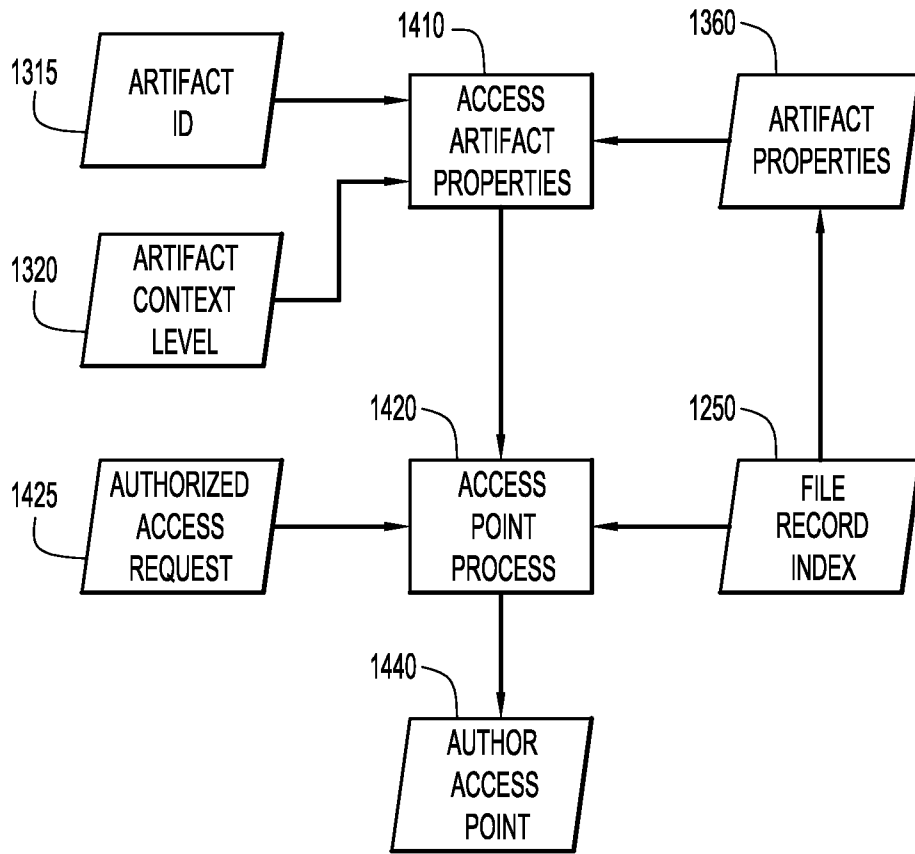 1410
1360
1315
ARTIFACT
ID
ACCESS
ARTIFACT
PROPERTIES
ARTIFACT
PROPERTIES
1320
ARTIFACT
CONTEXT
LEVEL
1420
1250
1425
AUTHORIZED
ACCESS
REQUEST
ACCESS
POINT
PROCESS
FILE
RECORD
INDEX
1440
AUTHOR
ACCESS
POINT